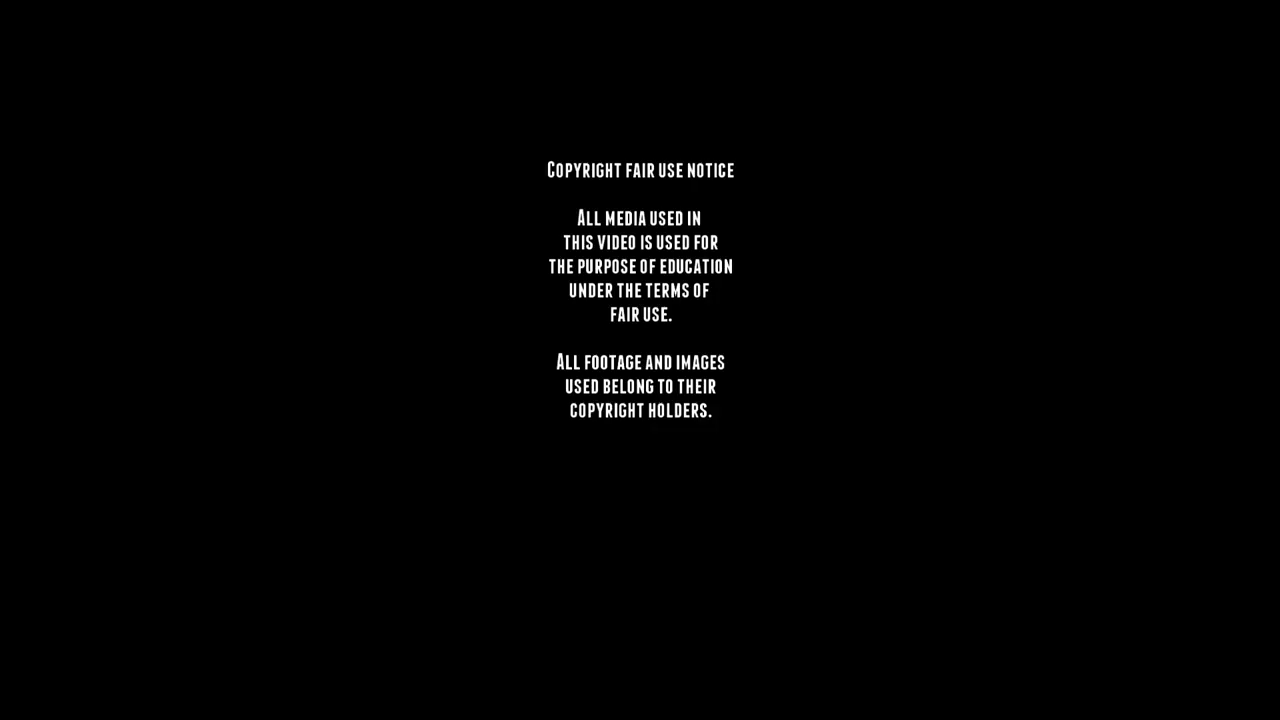 Copyright fair use notice
All media used in
this video is used for
the purpose of education
under the terms of
fair use.
All footage and images
used belong to their
copyright holders.